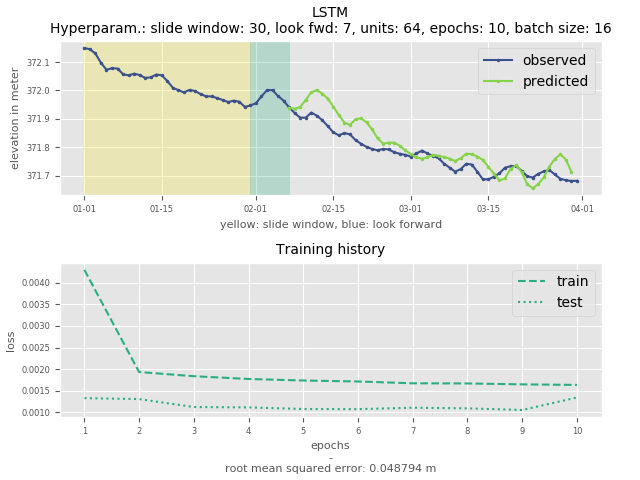 LSTM
Hyperparam.: slide window: 30, look fwd: 7, units: 64, epochs: 10, batch size: 16
372.1
372.0
371.9
371.8
371.7
elevation in meter
observed
predicted
01-01 01-15 02-01 02-15 03-01 03-15 04-01
yellow: slide window, blue: look forward
Training history
0.0040
0.0035
0.0030
0.0025
0.0020
0.0015
0.0010
loss
train
test
1 2 3 4 5 6 7 8 9 10
epochs
-
root mean squared error: 0.048794 m